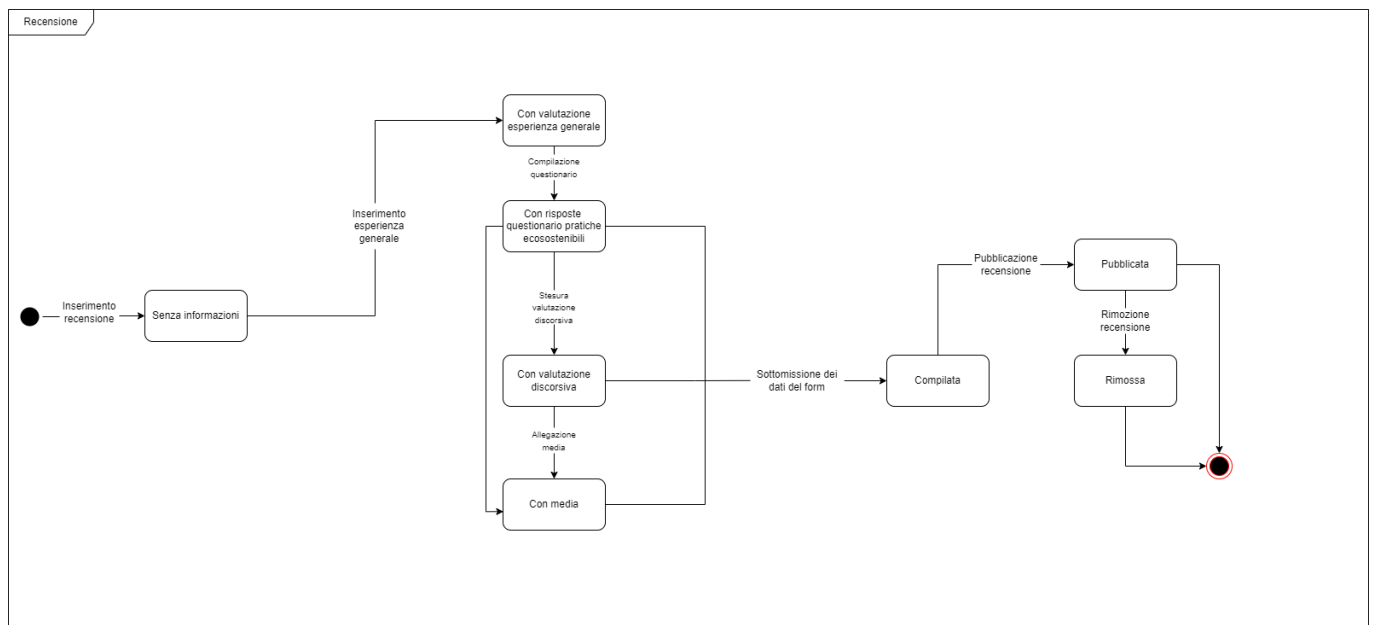 Recensione
Con valutazione
esperienza generale
Compilazione
questionario
Con risposte
questionario pratiche
ecosostenibili
Inserimento
esperienza
generale
Inserimento
recensione
Senza informazioni
Stesura
valutazione
discorsiva
Con valutazione
discorsiva
Allegazione
media
Con media
Sottomissione dei
dati del form
Compilata
Pubblicazione
recensione
Pubblicata
Rimozione
recensione
Rimossa